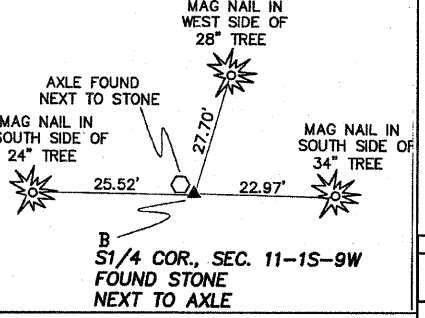 MAG NAIL IN
WEST SIDE OF
28" TREE
AXLE FOUND
NEXT TO STONE
MAG NAIL IN
SOUTH SIDE OF
24" TREE
27.70'
MAG NAIL IN
SOUTH SIDE OF
34" TREE
25.52'
22.97'
B
S1/4 COR., SEC. 11-1S-9W
FOUND STONE
NEXT TO AXLE